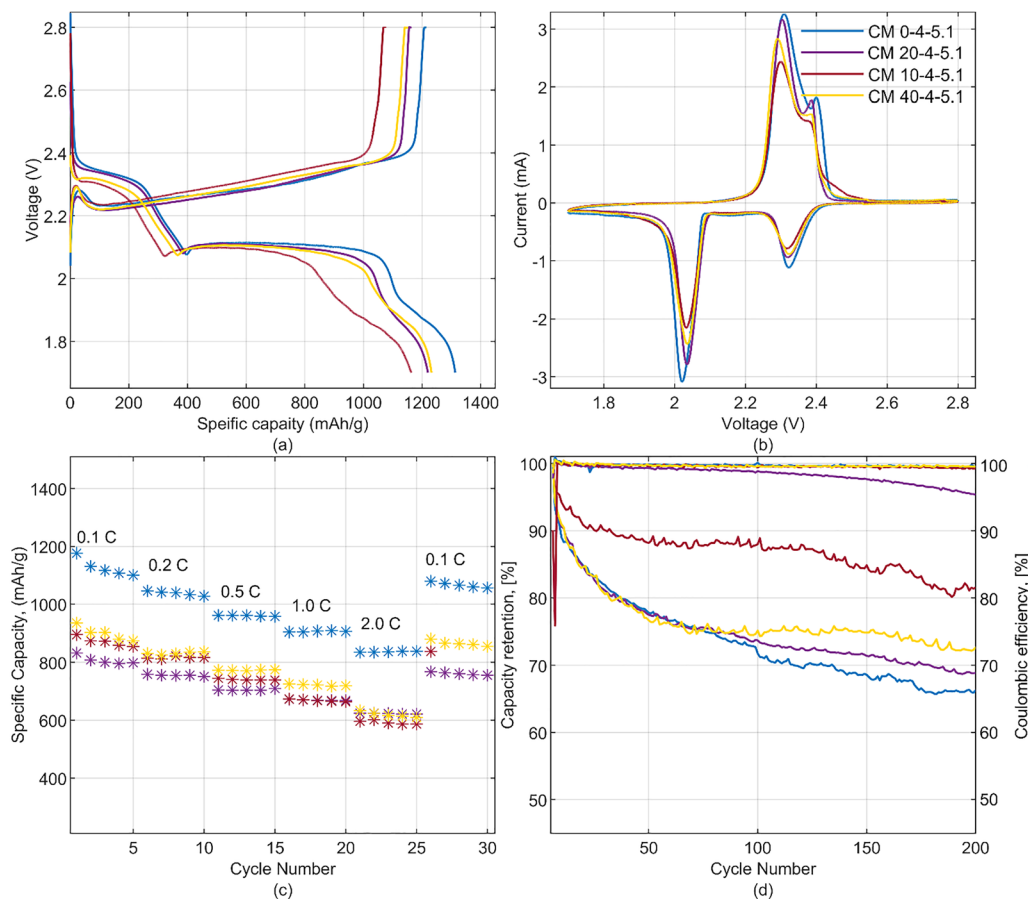 2.8
2.6
2.4
2.2
2
1.8
Voltage (V)
0
200
400
600
800
1000
1200
1400
Speific capaity (mAh/g)
(a)
3
2
1
0
-1
-2
-3
Current (mA)
CM 0-4-5.1
CM 20-4-5.1
CM 10-4-5.1
CM 40-4-5.1
1.8
2
2.2
2.4
2.6
2.8
Voltage (V)
(b)
1400
1200
1000
800
600
400
Specific Capacity, (mAh/g)
0.1 C
0.2 C
0.5 C
1.0 C
2.0 C
0.1 C
5
10
15
20
25
30
Cycle Number
(c)
100
90
80
70
60
50
Capacity retention, [%]
100
90
80
70
60
50
Coulombic efficiency, [%]
50
100
150
200
Cycle Number
(d)